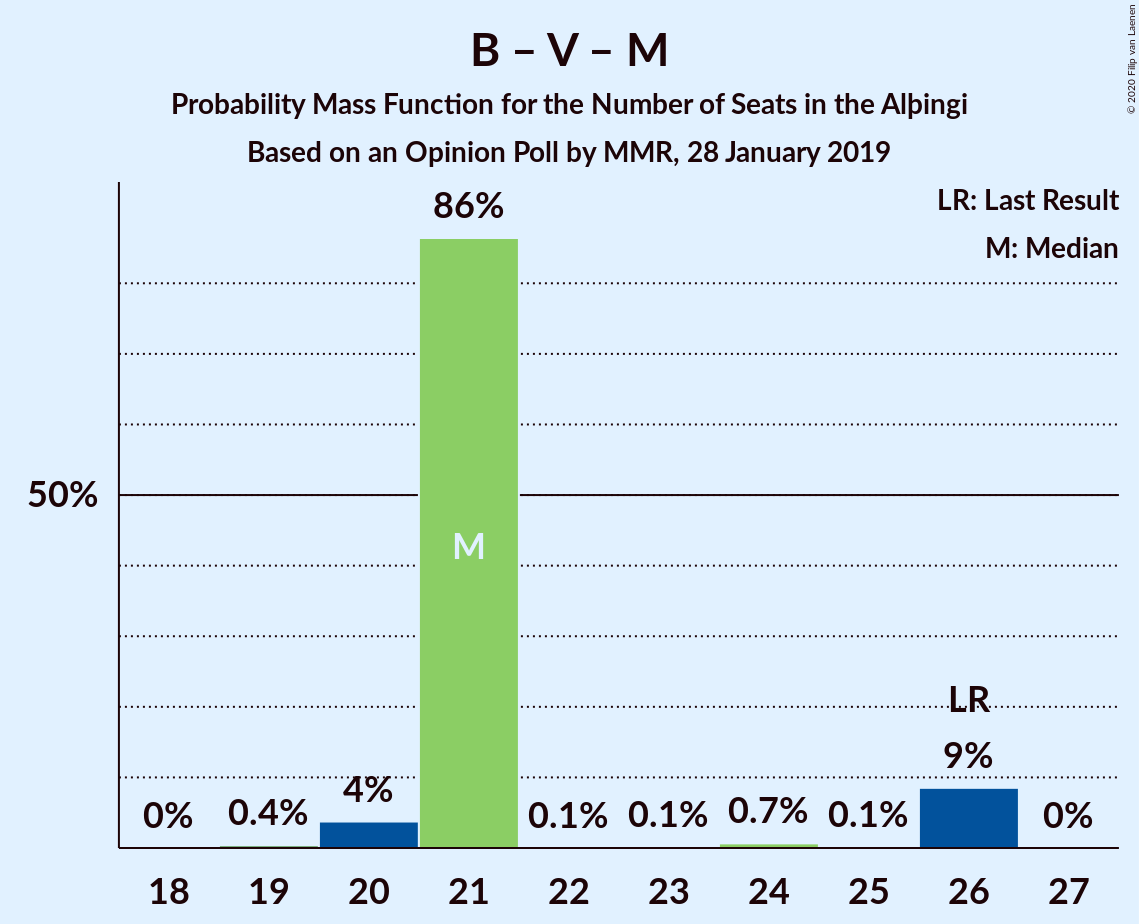 B – V – M
Probability Mass Function for the Number of Seats in the Alþingi
Based on an Opinion Poll by MMR, 28 January 2019
© 2020 Filip van Laenen
LR: Last Result
M: Median
86%
50%
M
LR
9%
4%
0%
0.4%
0.1%
0.1%
0.7%
0.1%
0%
18 19 20 21 22 23 24 25 26 27